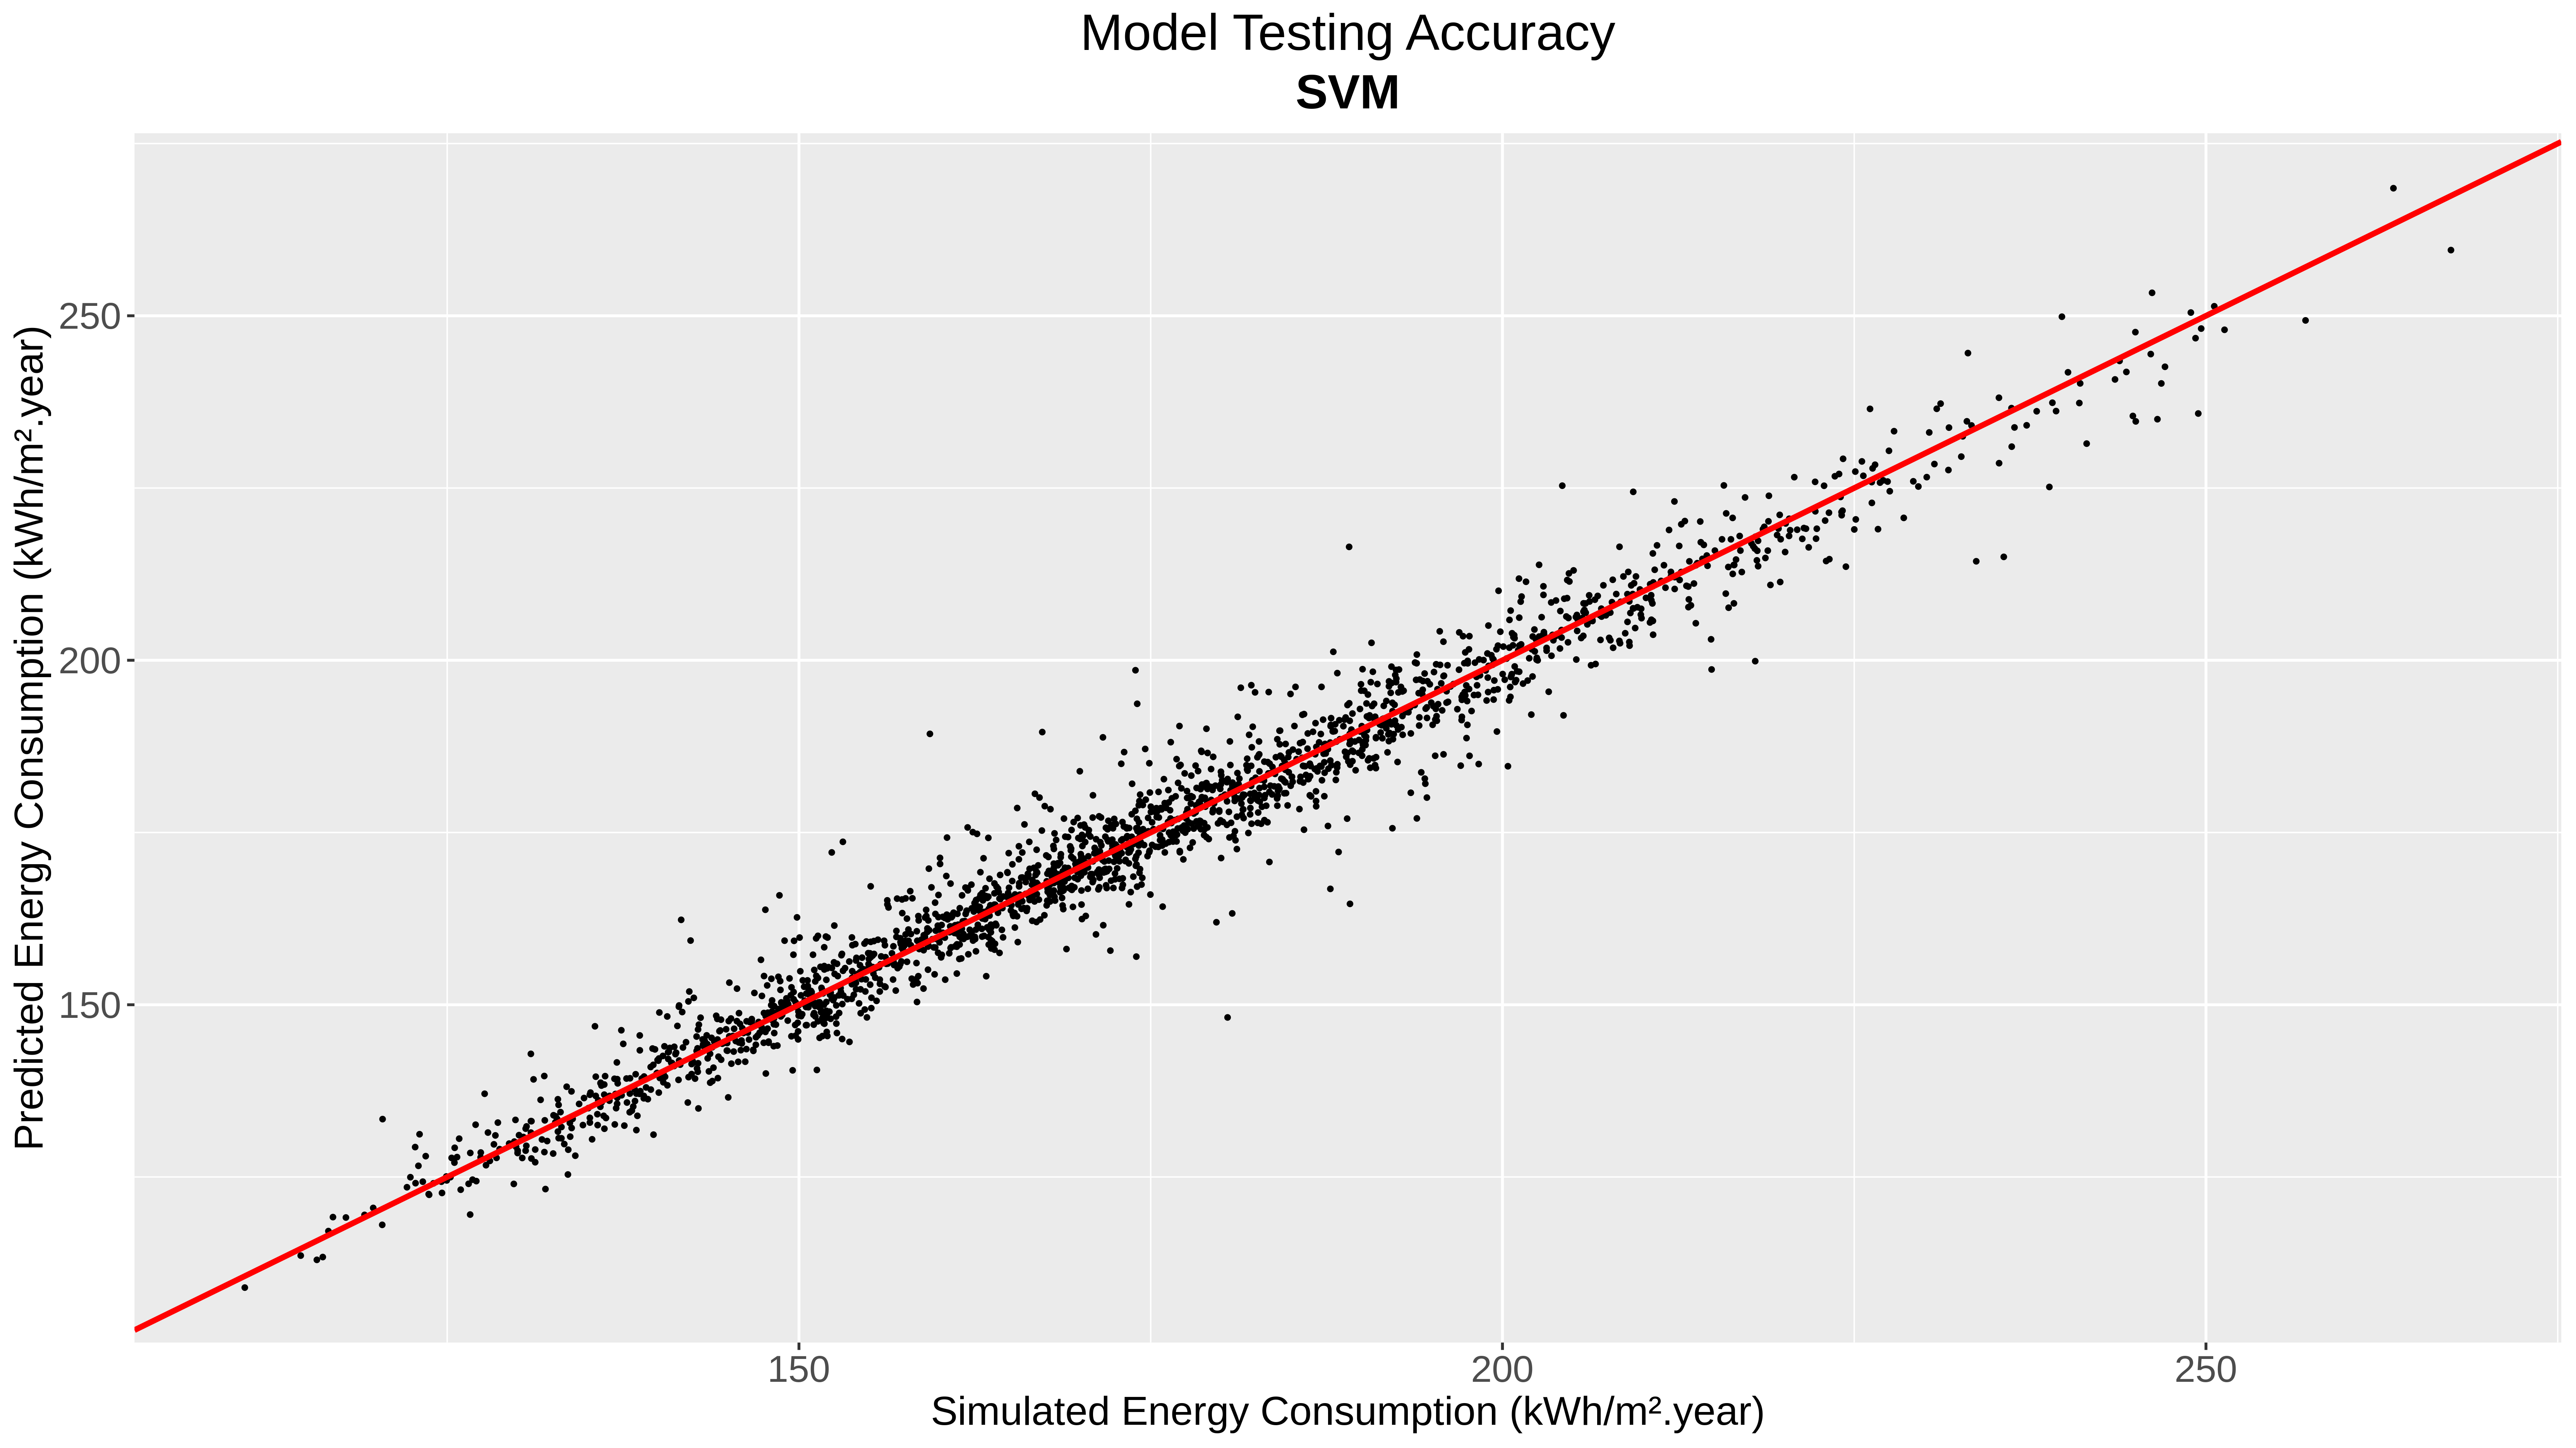 Model Testing Accuracy
SVM
Predicted Energy Consumption (kWh/m².year)
250
200
150
150
200
250
Simulated Energy Consumption (kWh/m².year)